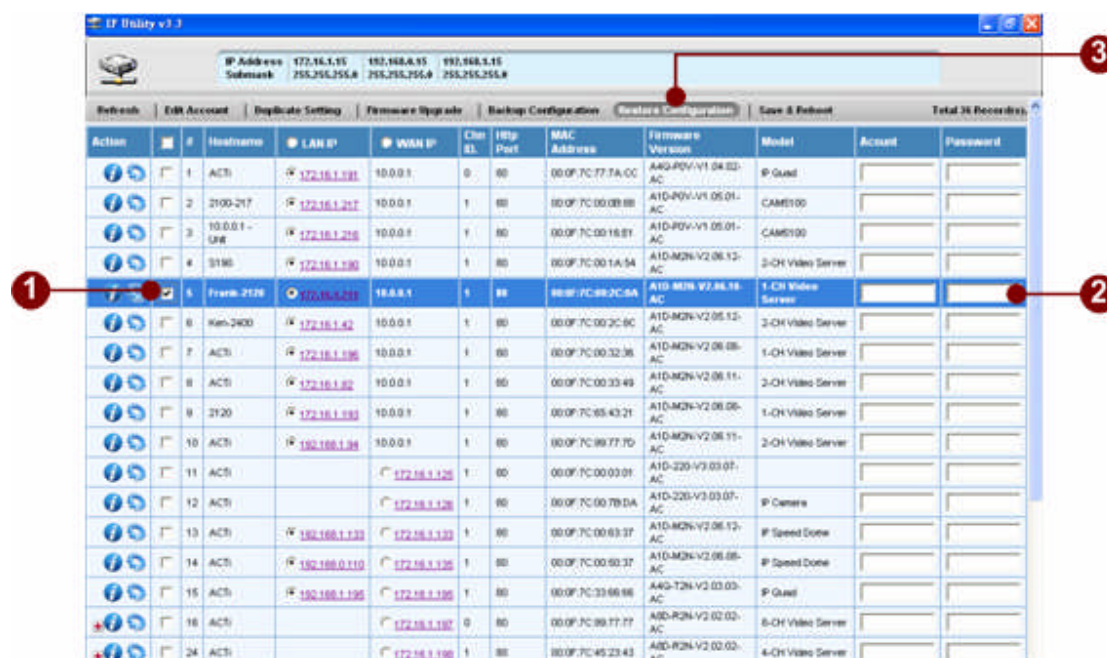 IP Utility v3.3
IP Address 172.16.1.15 192.168.0.15 192.168.1.15
Submask 255.255.255.0 255.255.255.0 255.255.255.0
3
Refresh | Edit Account | Replicate Setting | Firmware Upgrade | Backup Configuration Restore Configuration | Save & Reboot Total 36 Record(s).
Action # Hostname LAN IP WAN IP Chn ID. Http Port MAC Address Firmware Version Model Acount Password
1 ACTi 172.16.1.191 10.0.0.1 0 80 00:0F:7C:77:7A:CC A4G-P0V-V1.04.02-AC IP Quad
2 2100-217 172.16.1.217 10.0.0.1 1 80 A1D-P0V-V1.05.01-AC CAM5100
3 10.0.0.1 - Unit 172.16.1.216 10.0.0.1 1 80 00:0F:7C:00:16:51 A1D-P0V-V1.05.01-AC CAM5100
4 172.16.1.190 10.0.0.1 1 80 00:0F:7C:00:1A:54 A1D-M2N-V2.06.12-AC 2-CH Video Server
1
5 Frank-2120 10.0.0.1 1 80 A1D-M2N-V2.06.10-AC 1-CH Video Server
2
6 Ken-2400 172.16.1.42 10.0.0.1 1 80 00:0F:7C:00:2C:6C A1D-M2N-V2.05.12-AC 2-CH Video Server
7 ACTi 172.16.1.196 10.0.0.1 1 80 00:0F:7C:00:32:36 A1D-M2N-V2.06.08-AC 1-CH Video Server
8 ACTi 172.16.1.82 10.0.0.1 1 80 00:0F:7C:00:33:49 A1D-M2N-V2.06.11-AC 2-CH Video Server
9 2120 172.16.1.193 10.0.0.1 1 80 00:0F:7C:65:43:21 A1D-M2N-V2.06.08-AC 1-CH Video Server
10 ACTi 192.168.1.94 10.0.0.1 1 80 00:0F:7C:99:77:7D A1D-M2N-V2.06.11-AC 2-CH Video Server
11 ACTi 172.16.1.125 1 80 00:0F:7C:00:03:01 A1D-220-V3.03.07-AC
12 ACTi 172.16.1.126 1 80 00:0F:7C:00:7B:DA A1D-220-V3.03.07-AC IP Camera
13 ACTi 192.168.1.133 172.16.1.133 1 80 00:0F:7C:00:63:37 A1D-M2N-V2.06.12-AC IP Speed Dome
14 ACTi 192.168.0.110 172.16.1.135 1 80 00:0F:7C:00:50:37 A1D-M2N-V2.06.08-AC IP Speed Dome
15 ACTi 192.168.1.195 172.16.1.195 1 80 00:0F:7C:33:66:66 A4G-T2N-V2.03.03-AC IP Quad
16 ACTi 172.16.1.197 0 80 00:0F:7C:99:77:77 A8D-R2N-V2.02.02-AC 8-CH Video Server
24 ACTi 172.16.1.198 1 80 00:0F:7C:45:23:43 A8D-R2N-V2.02.02- 4-CH Video Server